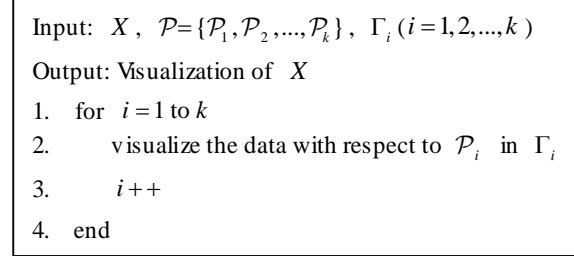 Input: X , 𝒫={𝒫₁,𝒫₂,...,𝒫ₖ} , Γᵢ (i=1,2,...,k )
Output: Visualization of X
1. for i=1 to k
2. visualize the data with respect to 𝒫ᵢ in Γᵢ
3. i++
4. end